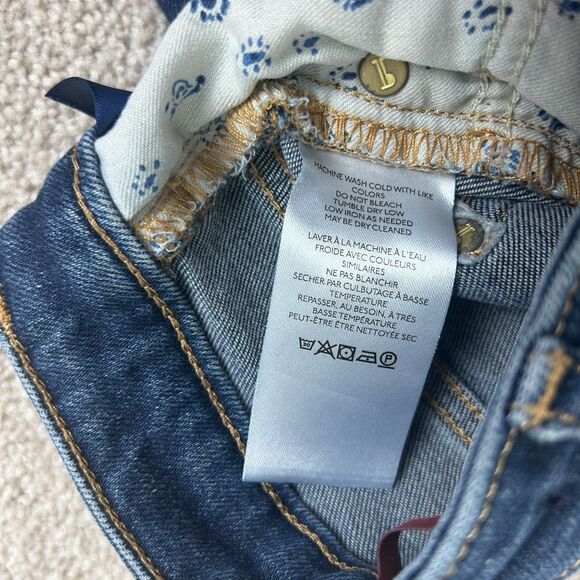 MACHINE WASH COLD WITH LIKE
COLORS
DO NOT BLEACH
TUMBLE DRY LOW
LOW IRON AS NEEDED
MAY BE DRY CLEANED
LAVER À LA MACHINE À L'EAU
FROIDE AVEC COULEURS
SIMILAIRES
NE PAS BLANCHIR
SECHER PAR CULBUTAGE À BASSE
TEMPERATURE
REPASSER, AU BESOIN, À TRÈS
BASSE TEMPÉRATURE
PEUT-ÊTRE ÊTRE NETTOYÉE SEC